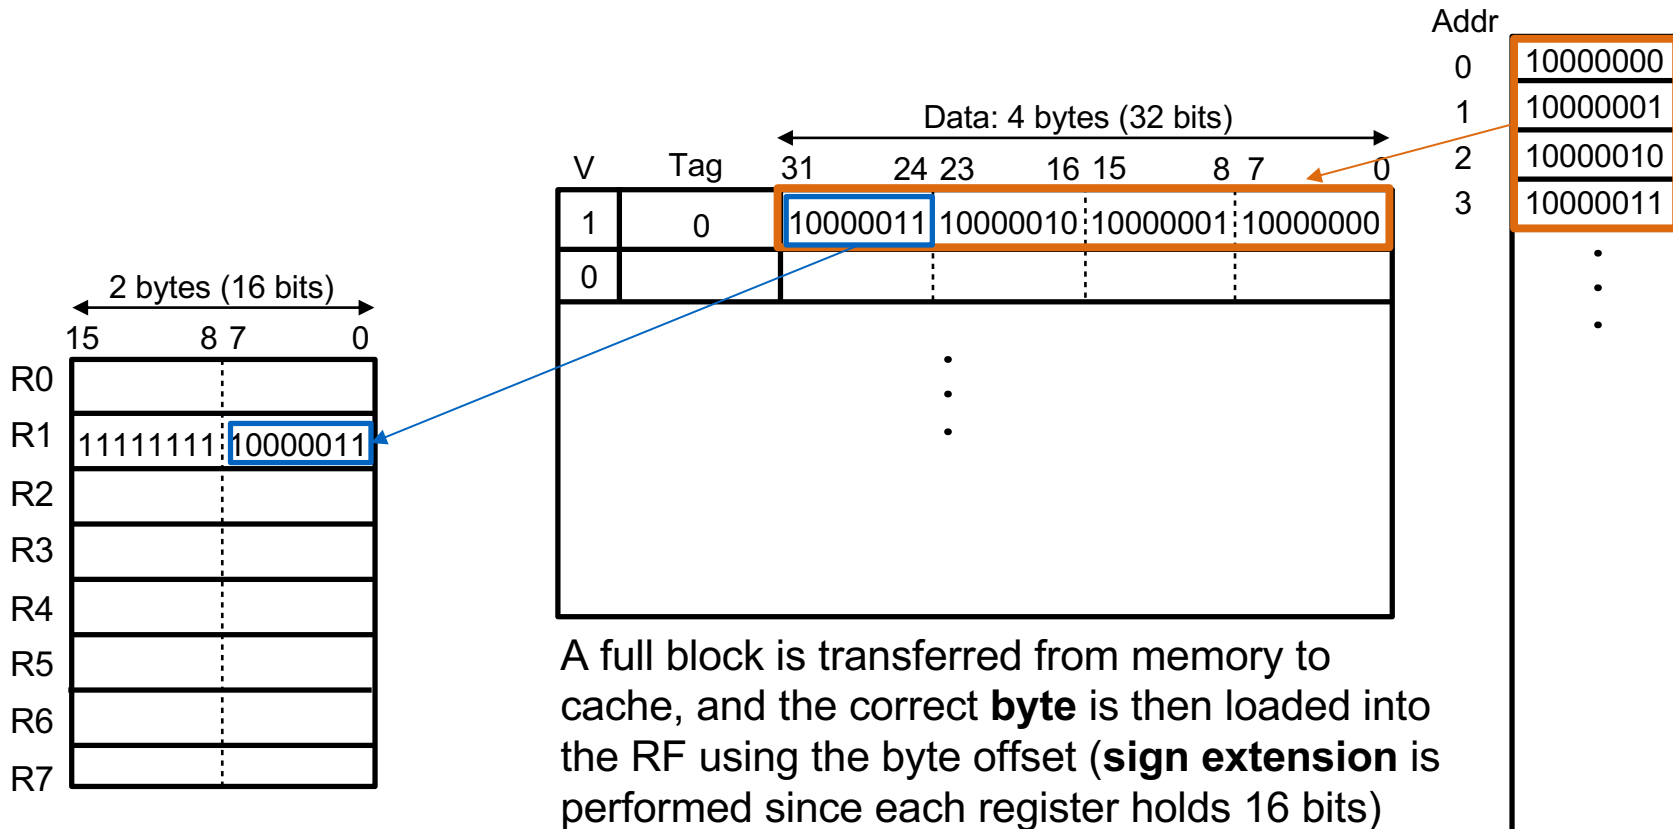 Addr
0 10000000
1 10000001
2 10000010
3 10000011
Data: 4 bytes (32 bits)
V Tag 31 24 23 16 15 8 7 0
1 0 10000011 10000010 10000001 10000000
0
2 bytes (16 bits)
15 8 7 0
R0
R1 11111111 10000011
R2
R3
R4
R5
R6
R7
A full block is transferred from memory to
cache, and the correct byte is then loaded into
the RF using the byte offset (sign extension is
performed since each register holds 16 bits)